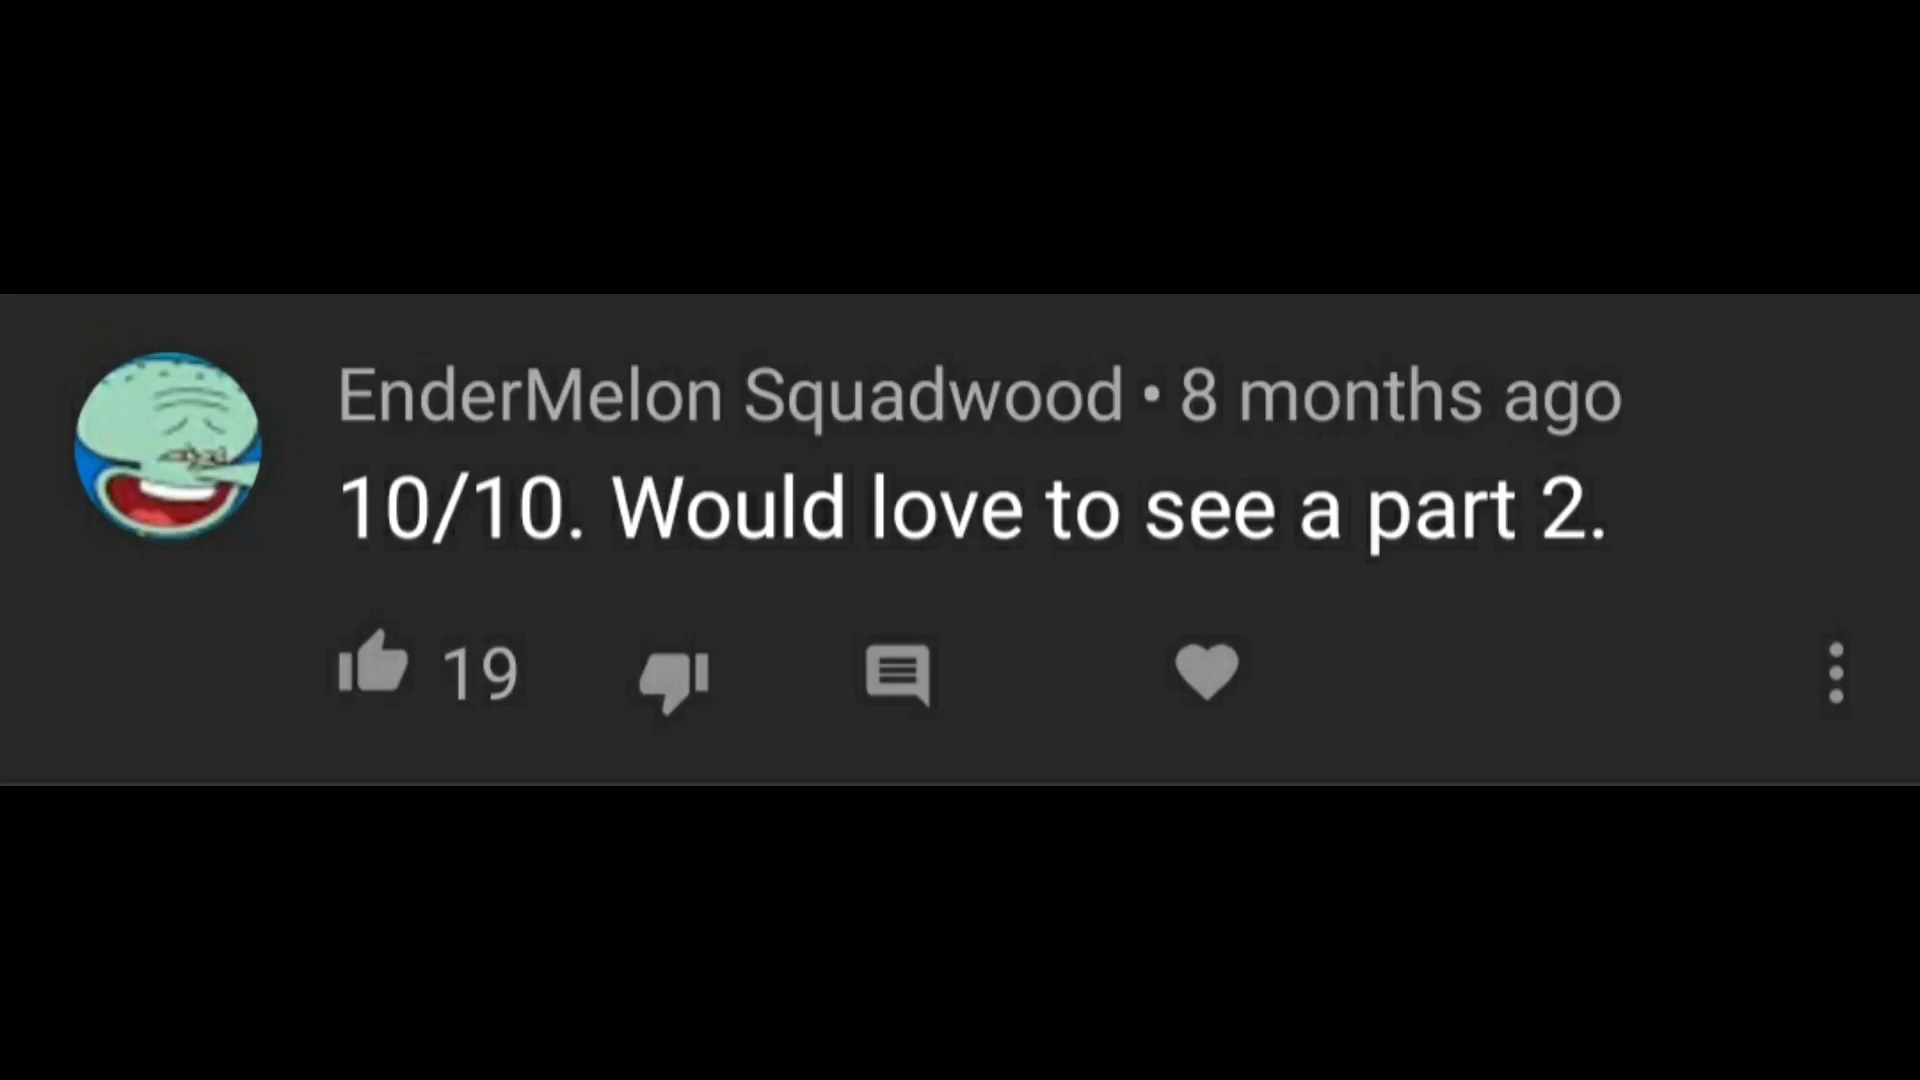 EnderMelon Squadwood • 8 months ago
10/10. Would love to see a part 2.
19